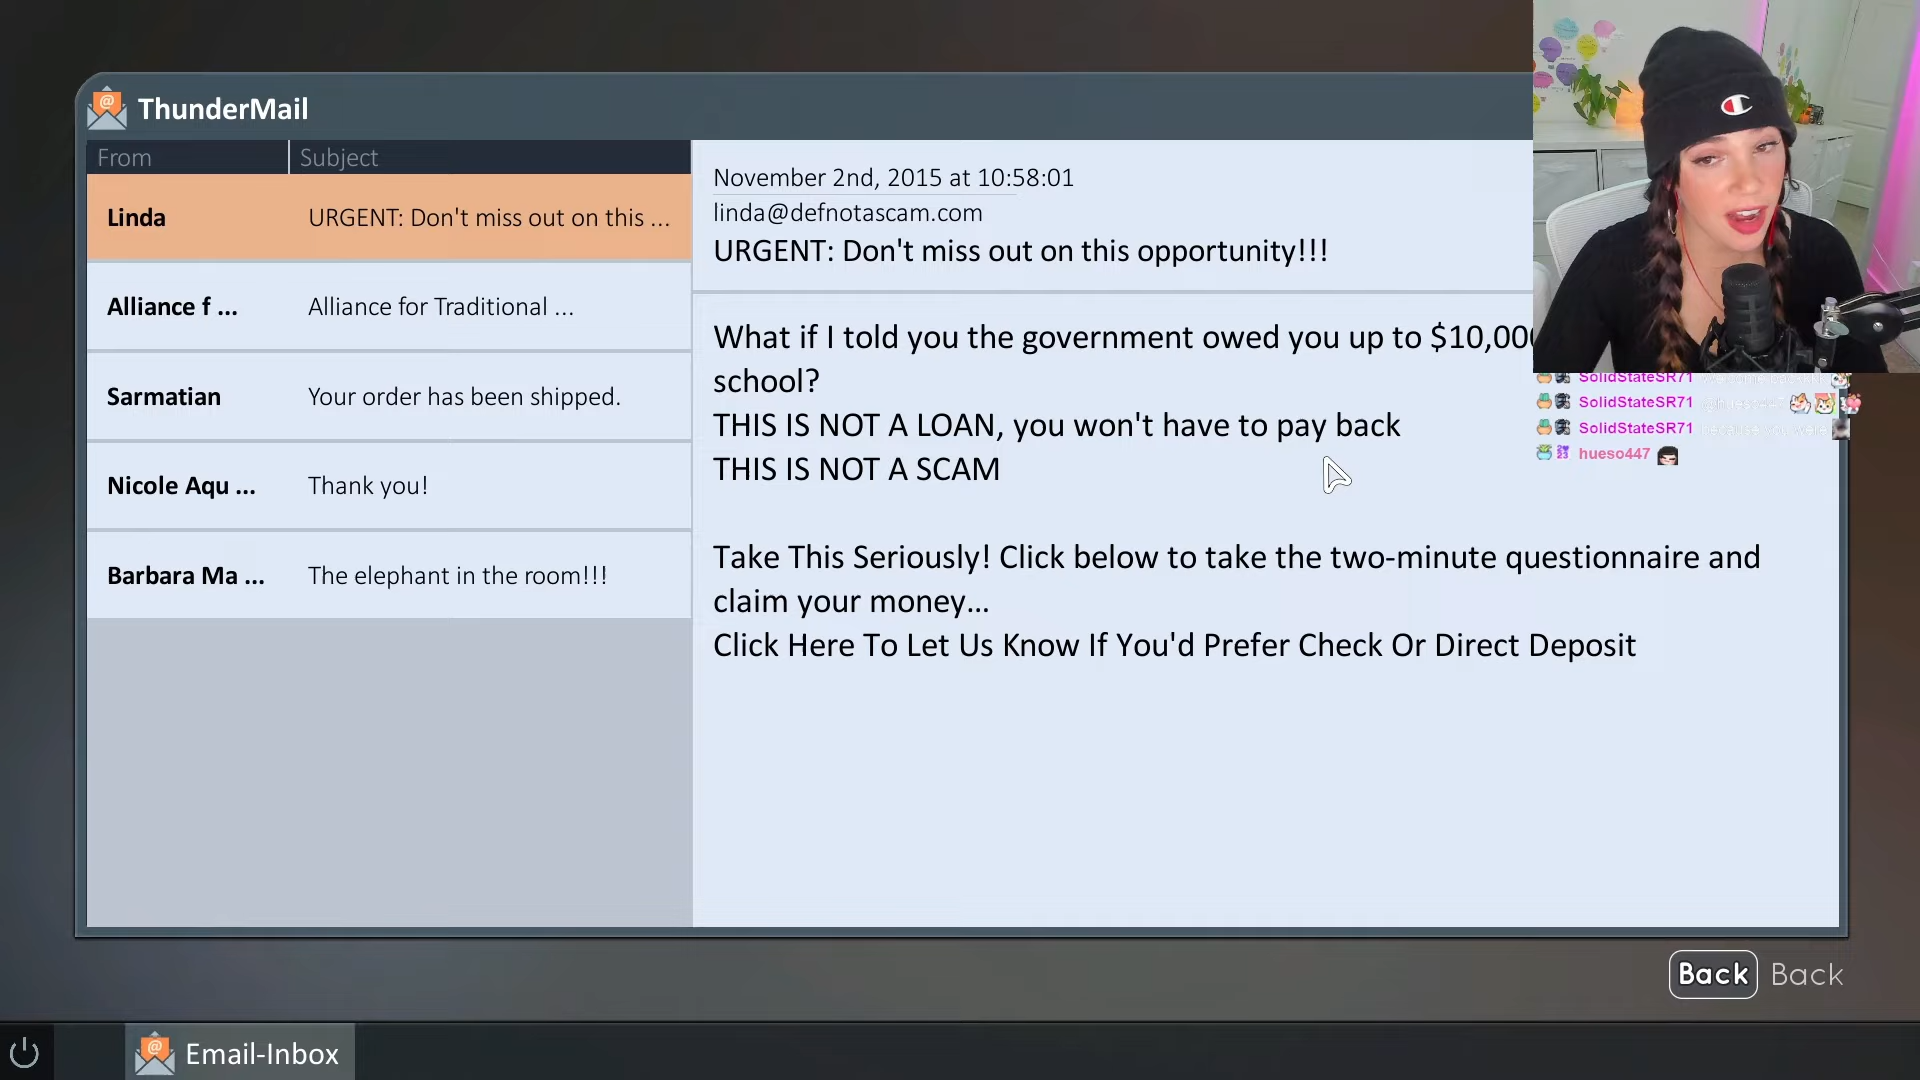 ThunderMail
From Subject
Linda URGENT: Don't miss out on this ...
Alliance f ... Alliance for Traditional ...
Sarmatian Your order has been shipped.
Nicole Aqu ... Thank you!
Barbara Ma ... The elephant in the room!!!
November 2nd, 2015 at 10:58:01
linda@defnotascam.com
URGENT: Don't miss out on this opportunity!!!
What if I told you the government owed you up to $10,000
school?
THIS IS NOT A LOAN, you won't have to pay back
THIS IS NOT A SCAM
Take This Seriously! Click below to take the two-minute questionnaire and
claim your money...
Click Here To Let Us Know If You'd Prefer Check Or Direct Deposit
SolidStateSR71
SolidStateSR71
SolidStateSR71 because you were
hueso447
Back Back
Email-Inbox